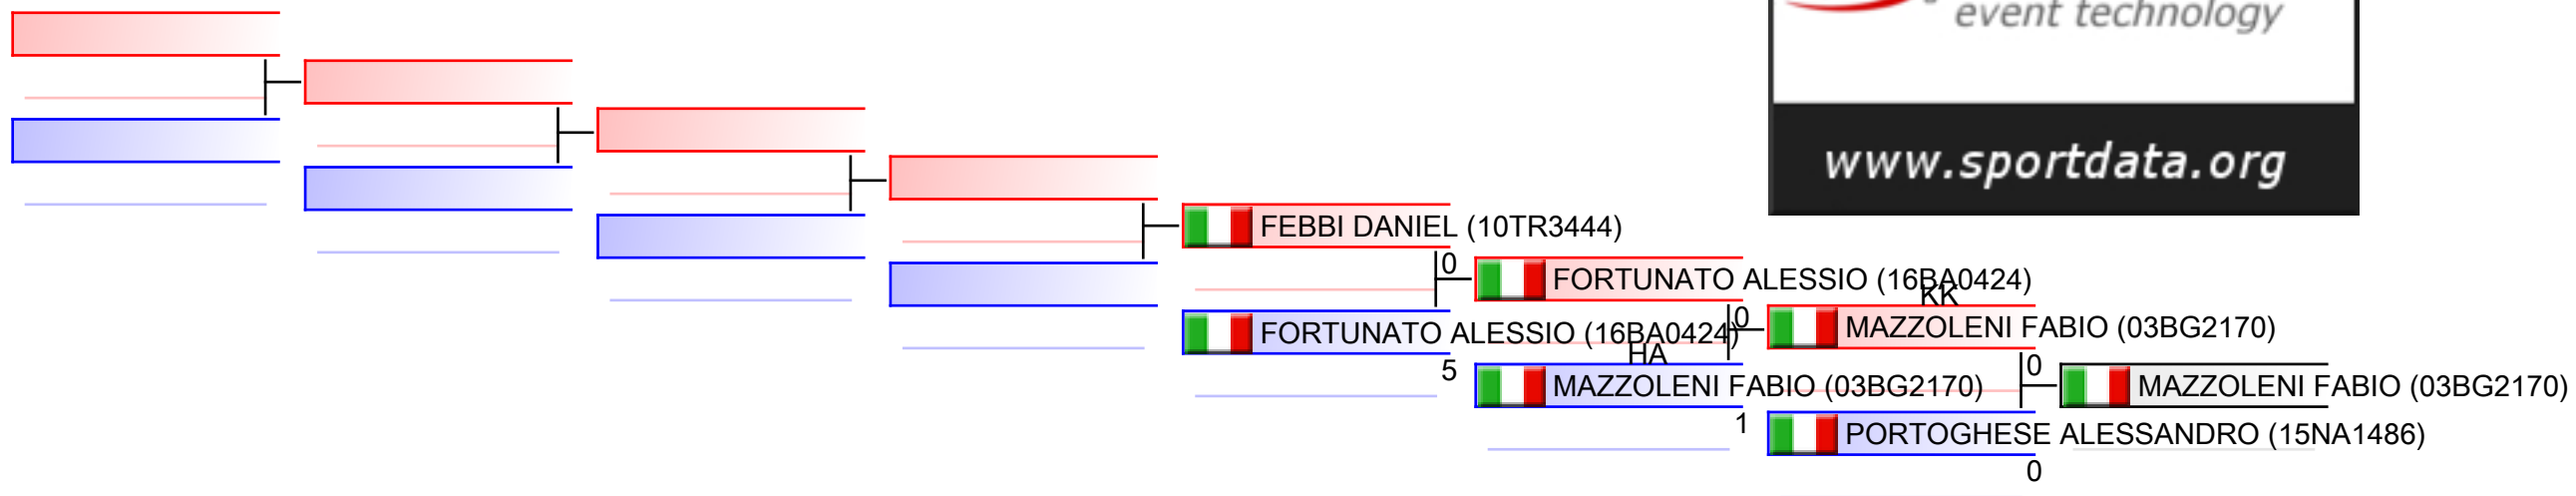 event technology
www.sportdata.org
FEBBI DANIEL (10TR3444)
0
FORTUNATO ALESSIO (16BA0424)
KK
FORTUNATO ALESSIO (16BA0424)
0
MAZZOLENI FABIO (03BG2170)
HA
5
MAZZOLENI FABIO (03BG2170)
0
MAZZOLENI FABIO (03BG2170)
1
PORTOGHESE ALESSANDRO (15NA1486)
0